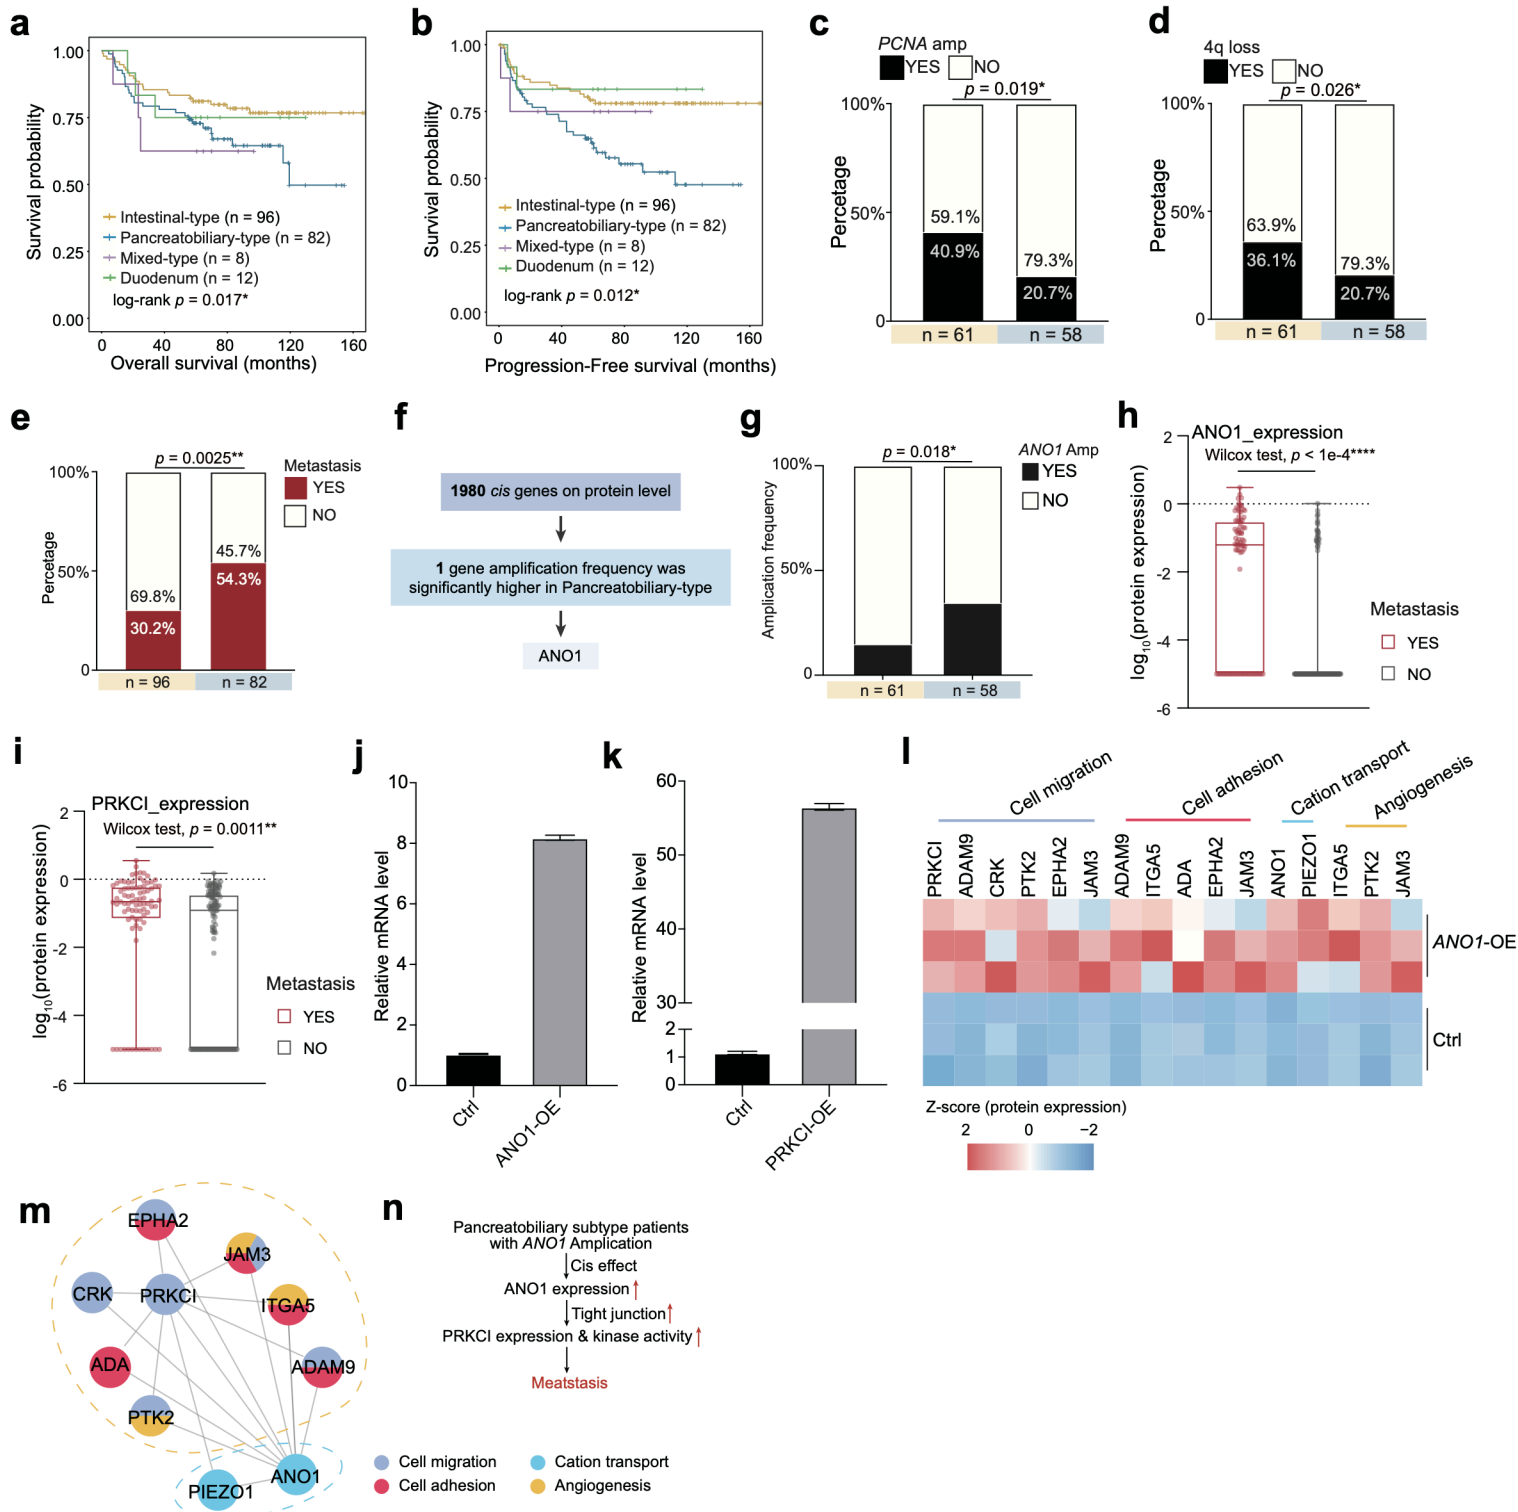 a
1.00
0.75
0.50
0.25
0.00
Survival probability
Intestinal-type (n = 96)
Pancreatobiliary-type (n = 82)
Mixed-type (n = 8)
Duodenum (n = 12)
log-rank p = 0.017*
0 40 80 120 160
Overall survival (months)
b
1.00
0.75
0.50
0.25
0.00
Survival probability
Intestinal-type (n = 96)
Pancreatobiliary-type (n = 82)
Mixed-type (n = 8)
Duodenum (n = 12)
log-rank p = 0.012*
0 40 80 120 160
Progression-Free survival (months)
c
PCNA amp
YES NO
p = 0.019*
100%
50%
0
Percetage
59.1%
40.9%
79.3%
20.7%
n = 61 n = 58
d
4q loss
YES NO
p = 0.026*
100%
50%
0
Percetage
63.9%
36.1%
79.3%
20.7%
n = 61 n = 58
e
p = 0.0025**
Metastasis
YES
NO
100%
50%
0
Percetage
69.8%
30.2%
45.7%
54.3%
n = 96 n = 82
f
1980 cis genes on protein level
1 gene amplification frequency was
significantly higher in Pancreatobiliary-type
ANO1
g
p = 0.018*
ANO1 Amp
YES
NO
100%
50%
0
Amplication frequency
n = 61 n = 58
h
ANO1_expression
Wilcox test, p < 1e-4****
2
0
-2
-4
-6
log10(protein expression)
Metastasis
YES
NO
i
PRKCI_expression
Wilcox test, p = 0.0011**
2
0
-2
-4
-6
log10(protein expression)
Metastasis
YES
NO
j
10
8
6
4
2
0
Relative mRNA level
Ctrl
ANO1-OE
k
60
50
40
30
2
1
0
Relative mRNA level
Ctrl
PRKCI-OE
l
Cell migration
Cell adhesion
Cation transport
Angiogenesis
PRKCI ADAM9 CRK PTK2 EPHA2 JAM3 ADAM9 ITGA5 ADA EPHA2 JAM3 ANO1 PIEZO1 ITGA5 PTK2 JAM3
ANO1-OE
Ctrl
Z-score (protein expression)
2 0 −2
m
EPHA2
JAM3
CRK
PRKCI
ITGA5
ADA
ADAM9
PTK2
ANO1
PIEZO1
Cell migration
Cell adhesion
Cation transport
Angiogenesis
n
Pancreatobiliary subtype patients
with ANO1 Amplication
Cis effect
ANO1 expression
Tight junction
PRKCI expression & kinase activity
Meatstasis